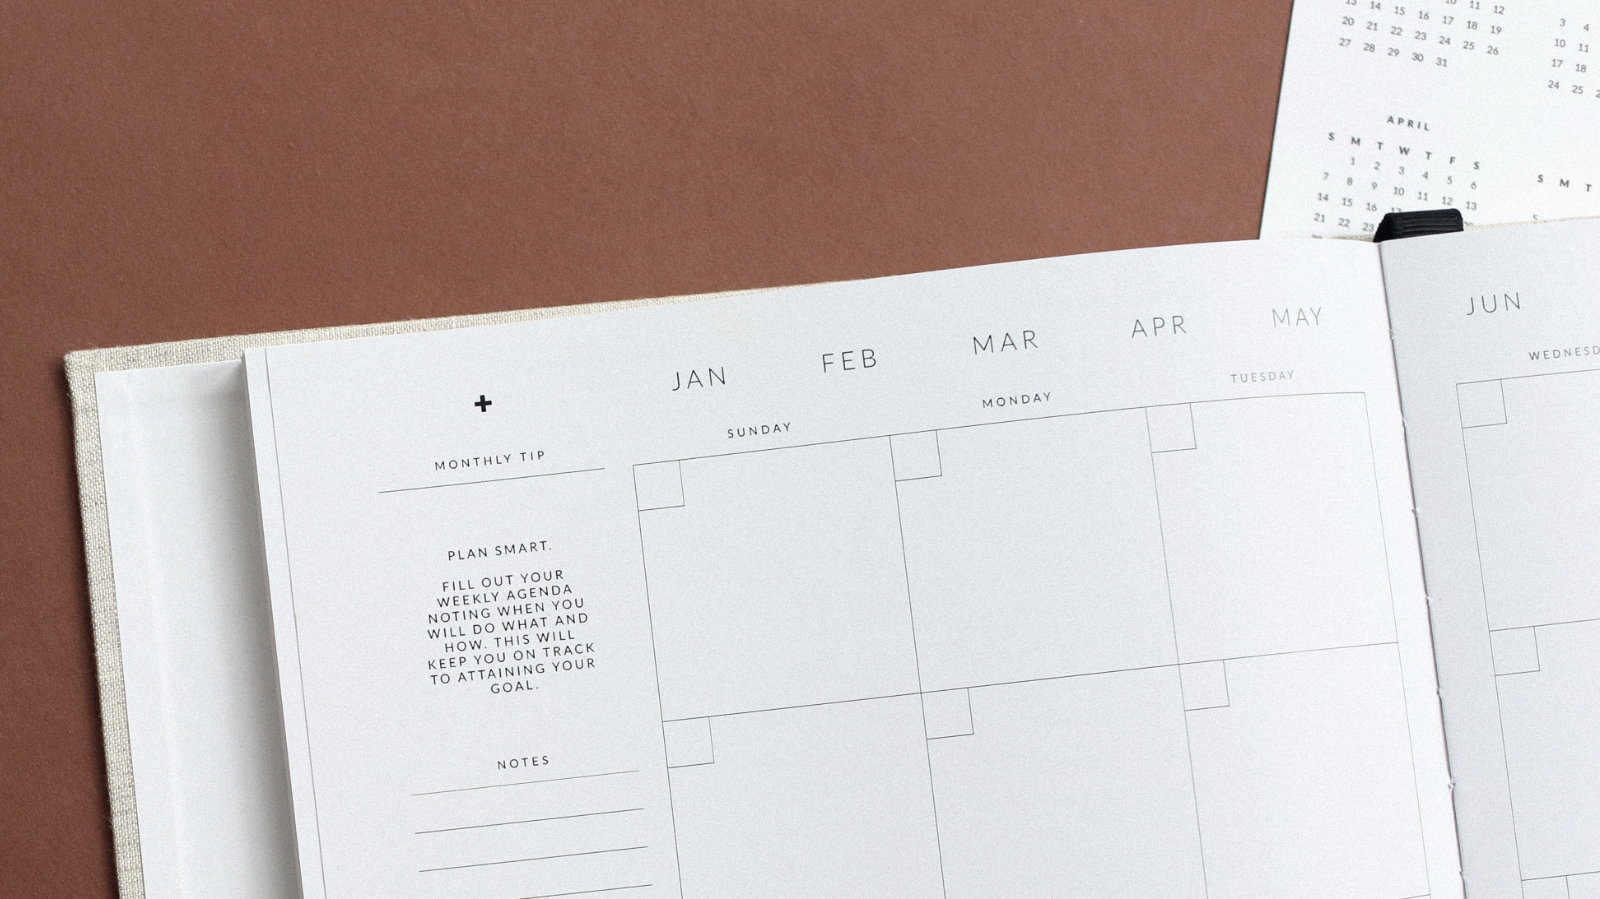 10 11 12
13 14 15 16 17 18 19
20 21 22 23 24 25 26
27 28 29 30 31
3 4
10 11
17 18
24 25
APRIL
S M T W T F S
1 2 3 4 5 6
7 8 9 10 11 12 13
14 15 16
21 22 23
S M T
JAN FEB MAR APR MAY JUN
SUNDAY MONDAY TUESDAY
+
MONTHLY TIP
PLAN SMART.
FILL OUT YOUR
WEEKLY AGENDA
NOTING WHEN YOU
WILL DO WHAT AND
HOW. THIS WILL
KEEP YOU ON TRACK
TO ATTAINING YOUR
GOAL.
NOTES
WEDNESD